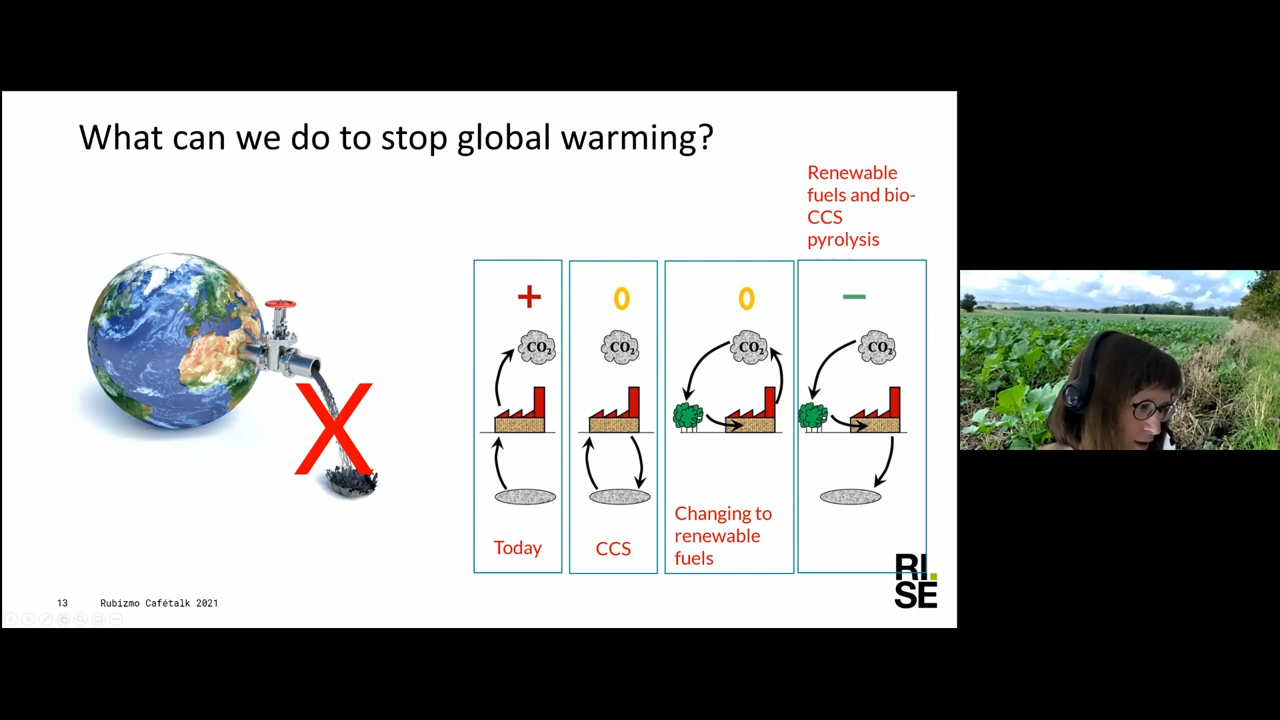 What can we do to stop global warming?
Renewable
fuels and bio-
CCS
pyrolysis
+
0
0
−
CO2
CO2
CO2
CO2
X
Today
CCS
Changing to
renewable
fuels
RI.
SE
13
Rubizmo Cafétalk 2021